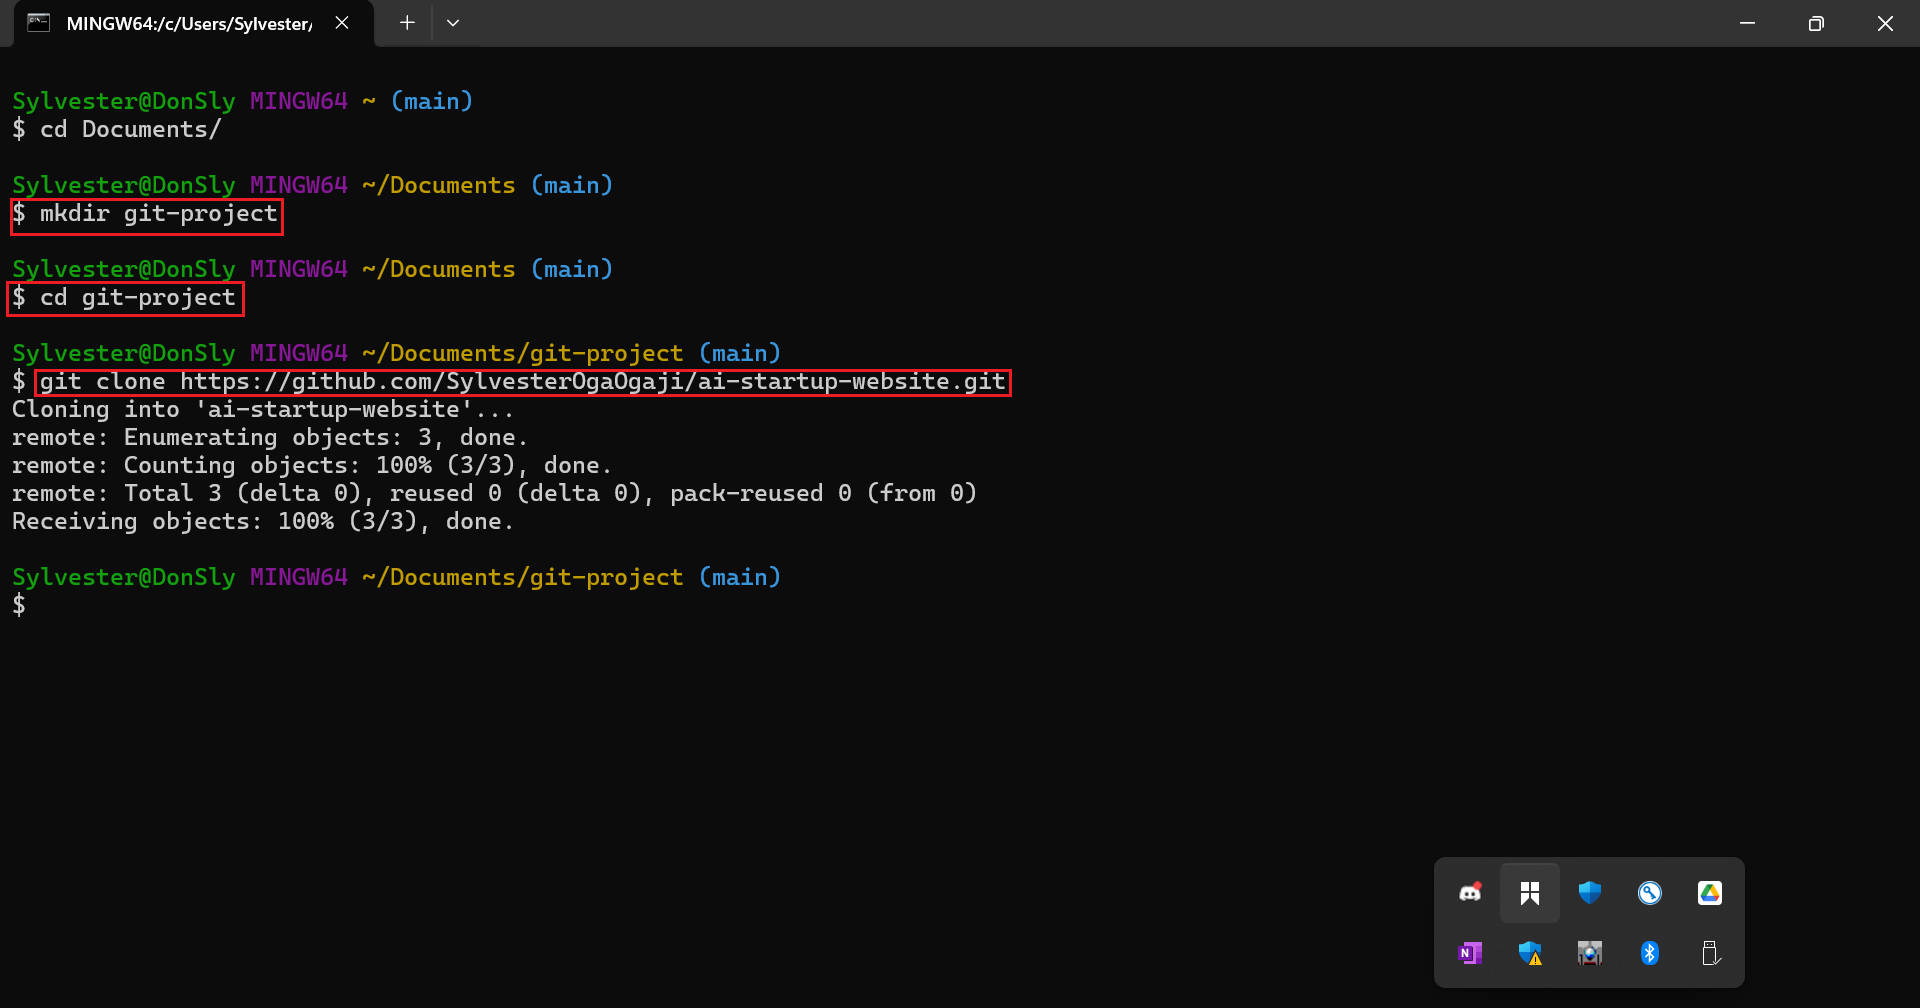 MINGW64:/c/Users/Sylvester/
Sylvester@DonSly MINGW64 ~ (main)
$ cd Documents/
Sylvester@DonSly MINGW64 ~/Documents (main)
$ mkdir git-project
Sylvester@DonSly MINGW64 ~/Documents (main)
$ cd git-project
Sylvester@DonSly MINGW64 ~/Documents/git-project (main)
$ git clone https://github.com/SylvesterOgaOgaji/ai-startup-website.git
Cloning into 'ai-startup-website'...
remote: Enumerating objects: 3, done.
remote: Counting objects: 100% (3/3), done.
remote: Total 3 (delta 0), reused 0 (delta 0), pack-reused 0 (from 0)
Receiving objects: 100% (3/3), done.
Sylvester@DonSly MINGW64 ~/Documents/git-project (main)
$
N